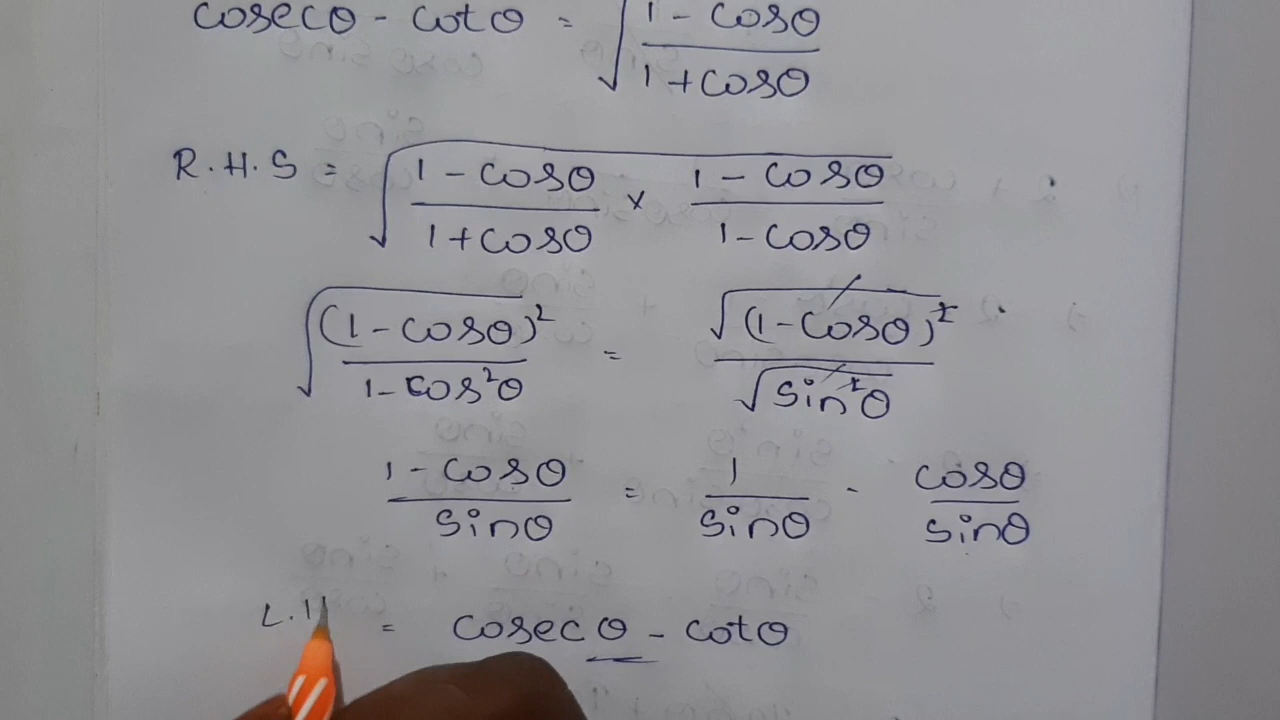 cosecθ - cotθ = √((1 - cosθ)/(1 + cosθ))
R.H.S = √((1 - cosθ)/(1 + cosθ) × (1 - cosθ)/(1 - cosθ))
√((1 - cosθ)²/(1 - cos²θ)) = √(1 - cosθ)²/√sin²θ
(1 - cosθ)/sinθ = 1/sinθ - cosθ/sinθ
L.H = cosecθ - cotθ